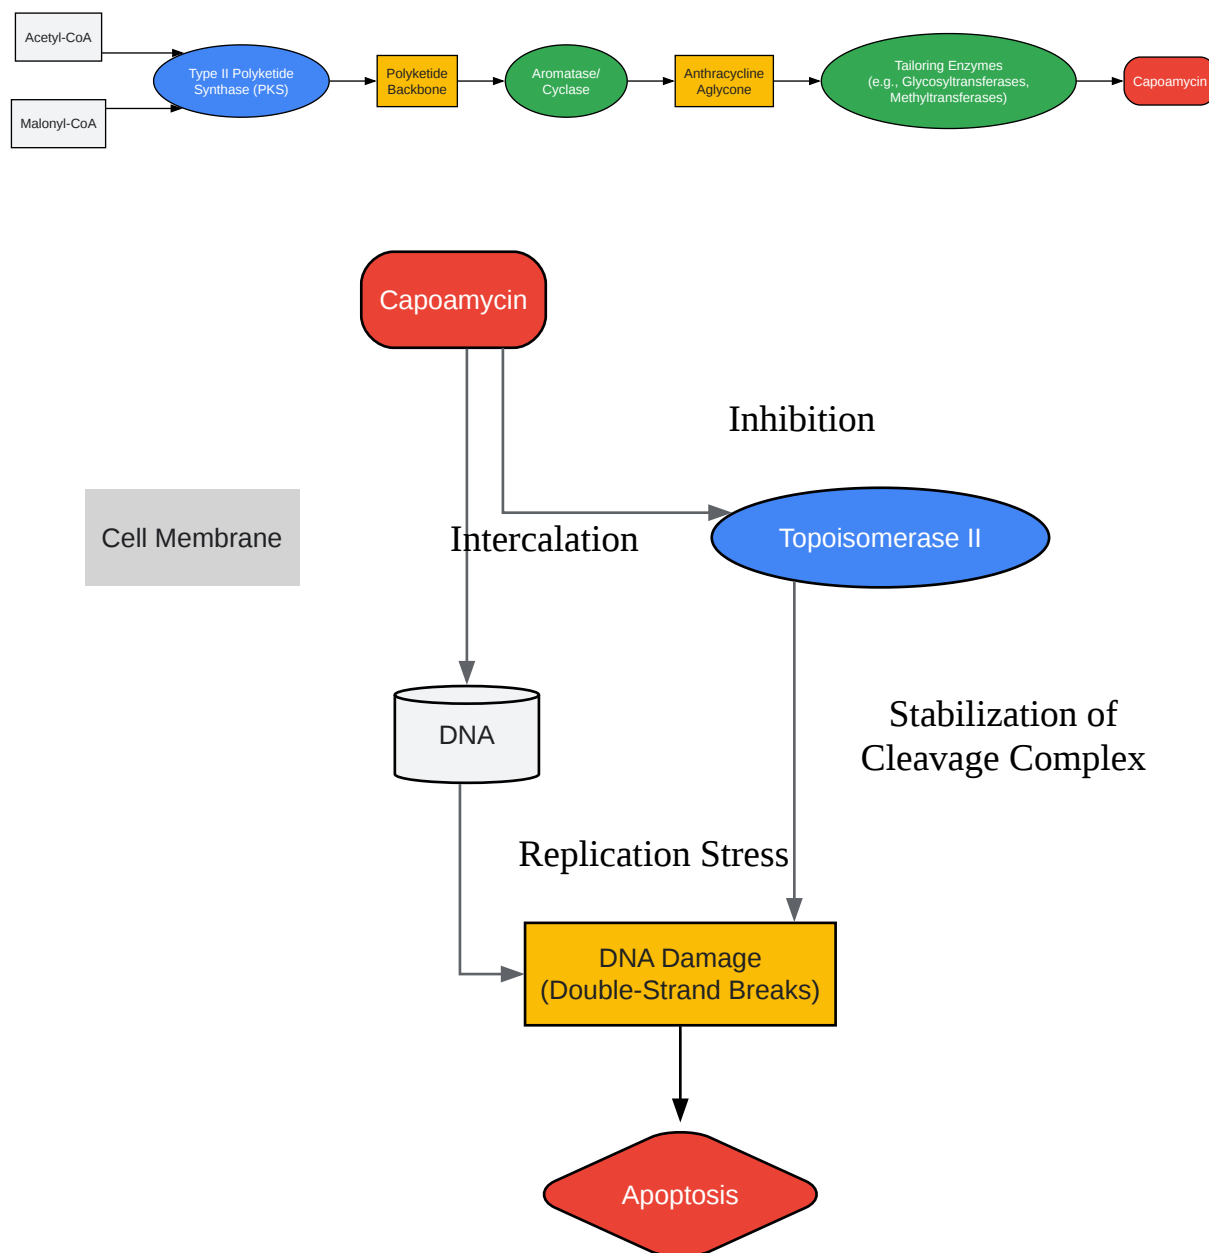 Acetyl-CoA
Malonyl-CoA
Type II Polyketide
Synthase (PKS)
Polyketide
Backbone
Aromatase/
Cyclase
Anthracycline
Aglycone
Tailoring Enzymes
(e.g., Glycosyltransferases,
Methyltransferases)
Capoamycin
Capoamycin
Inhibition
Cell Membrane
Intercalation
Topoisomerase II
DNA
Stabilization of
Cleavage Complex
Replication Stress
DNA Damage
(Double-Strand Breaks)
Apoptosis